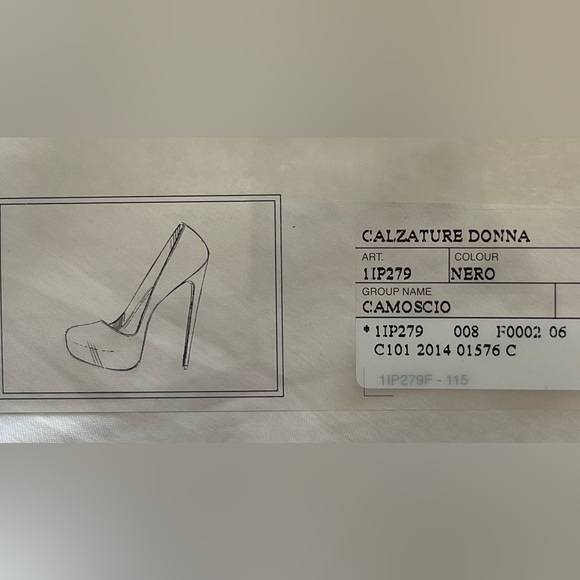 CALZATURE DONNA
ART. COLOUR
1IP279 NERO
GROUP NAME
CAMOSCIO
* 1IP279 008 F0002 06
C101 2014 01576 C
1IP279F - 115